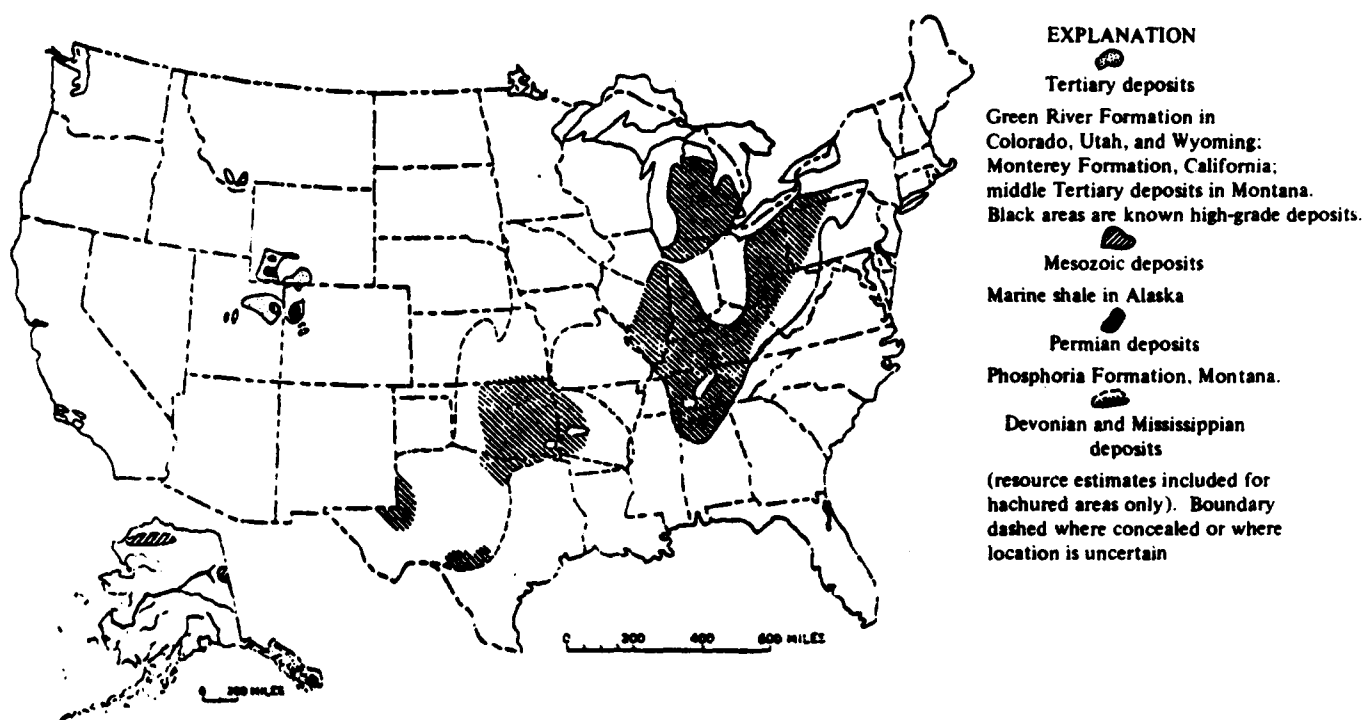 EXPLANATION
Tertiary deposits
Green River Formation in
Colorado, Utah, and Wyoming;
Monterey Formation, California;
middle Tertiary deposits in Montana.
Black areas are known high-grade deposits.
Mesozoic deposits
Marine shale in Alaska
Permian deposits
Phosphoria Formation, Montana.
Devonian and Mississippian
deposits
(resource estimates included for
hachured areas only). Boundary
dashed where concealed or where
location is uncertain
0 200 400 600 MILES
0 200 MILES